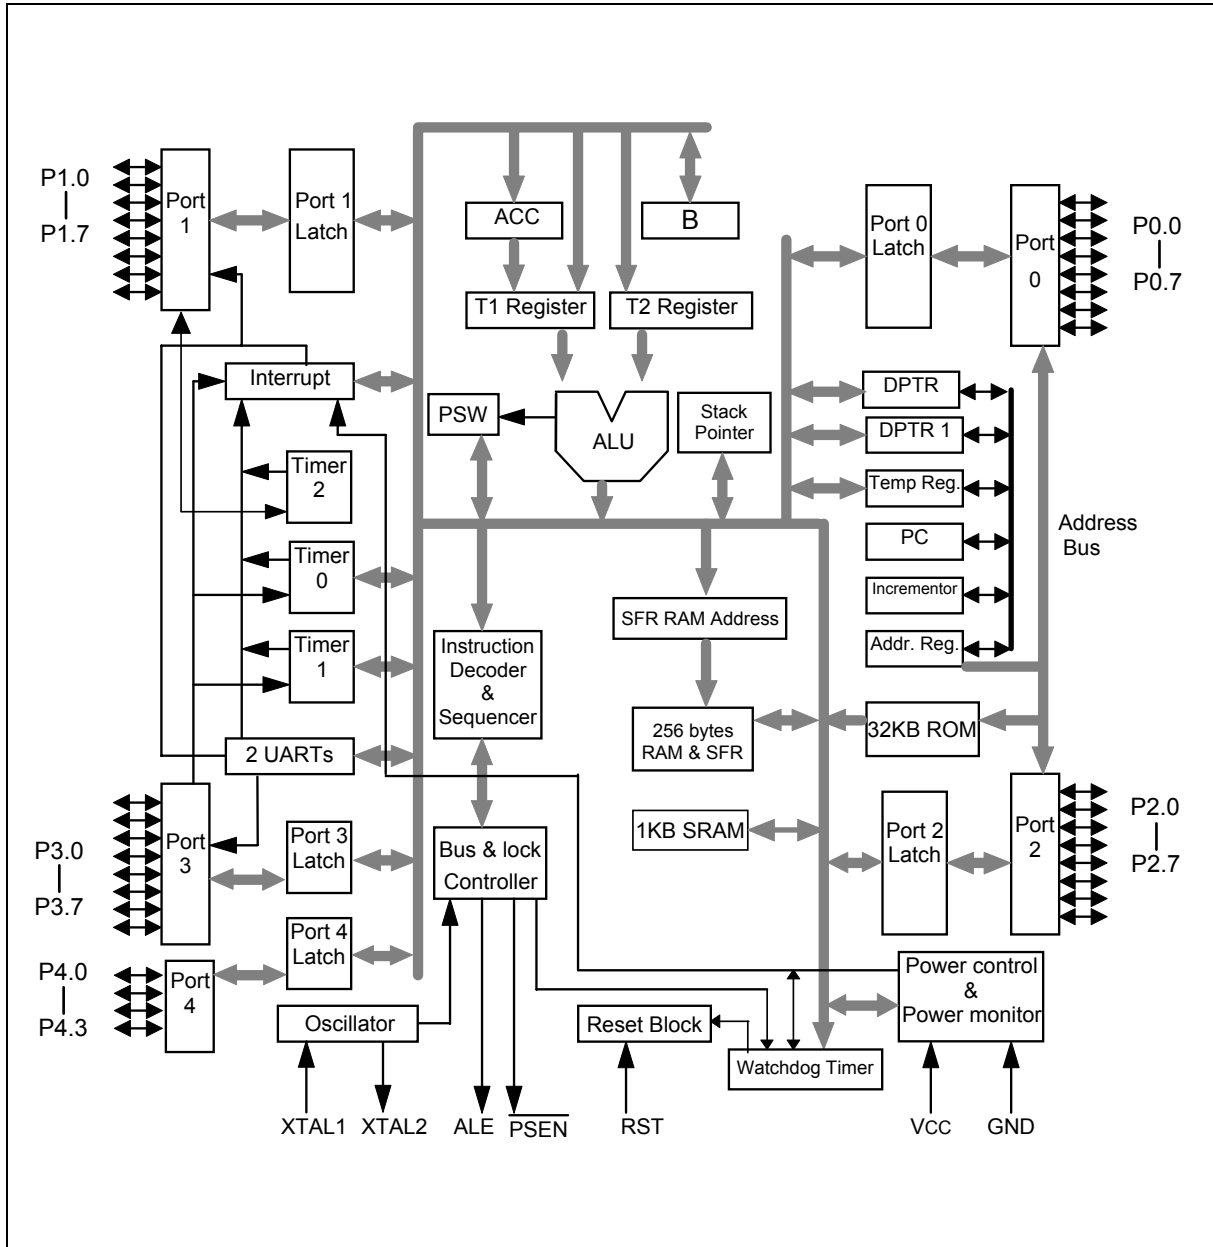 P1.0
P1.7
Port
1
Port 1
Latch
ACC
B
T1 Register
T2 Register
Port 0
Latch
Port
0
P0.0
P0.7
Interrupt
PSW
ALU
Stack
Pointer
DPTR
DPTR 1
Temp Reg.
PC
Incrementor
Addr. Reg.
Address
Bus
Timer
2
Timer
0
Timer
1
2 UARTs
Instruction
Decoder
&
Sequencer
SFR RAM Address
256 bytes
RAM & SFR
32KB ROM
1KB SRAM
P3.0
P3.7
Port
3
Port 3
Latch
Bus & lock
Controller
Port 2
Latch
Port
2
P2.0
P2.7
P4.0
P4.3
Port
4
Port 4
Latch
Oscillator
Reset Block
Watchdog Timer
Power control
&
Power monitor
XTAL1
XTAL2
ALE
PSEN
RST
VCC
GND